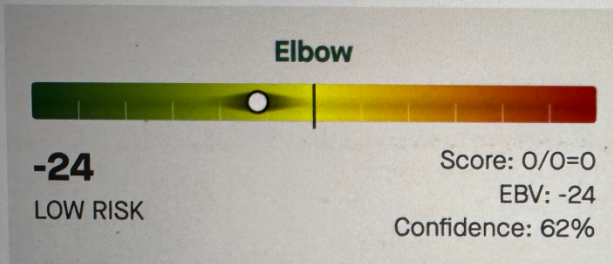 Elbow
-24
LOW RISK
Score: 0/0=0
EBV: -24
Confidence: 62%